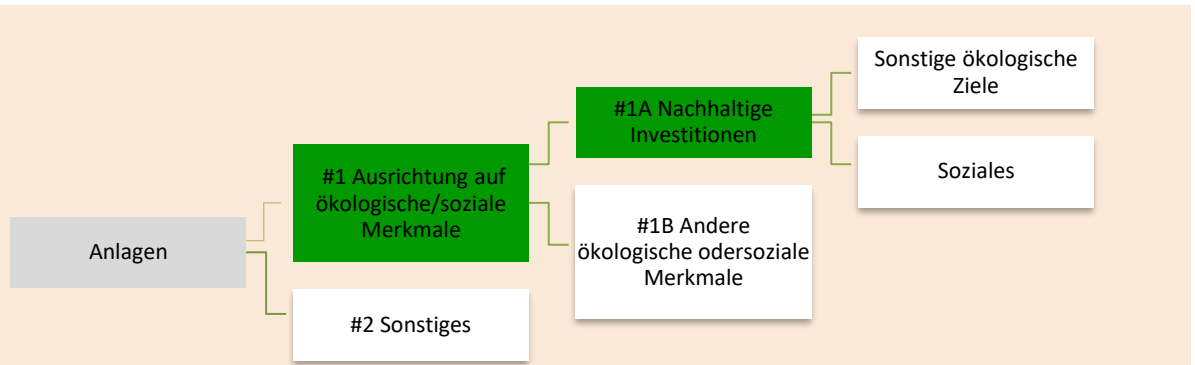 Anlagen
#1 Ausrichtung auf
ökologische/soziale
Merkmale
#2 Sonstiges
#1A Nachhaltige
Investitionen
#1B Andere
ökologische odersoziale
Merkmale
Sonstige ökologische
Ziele
Soziales